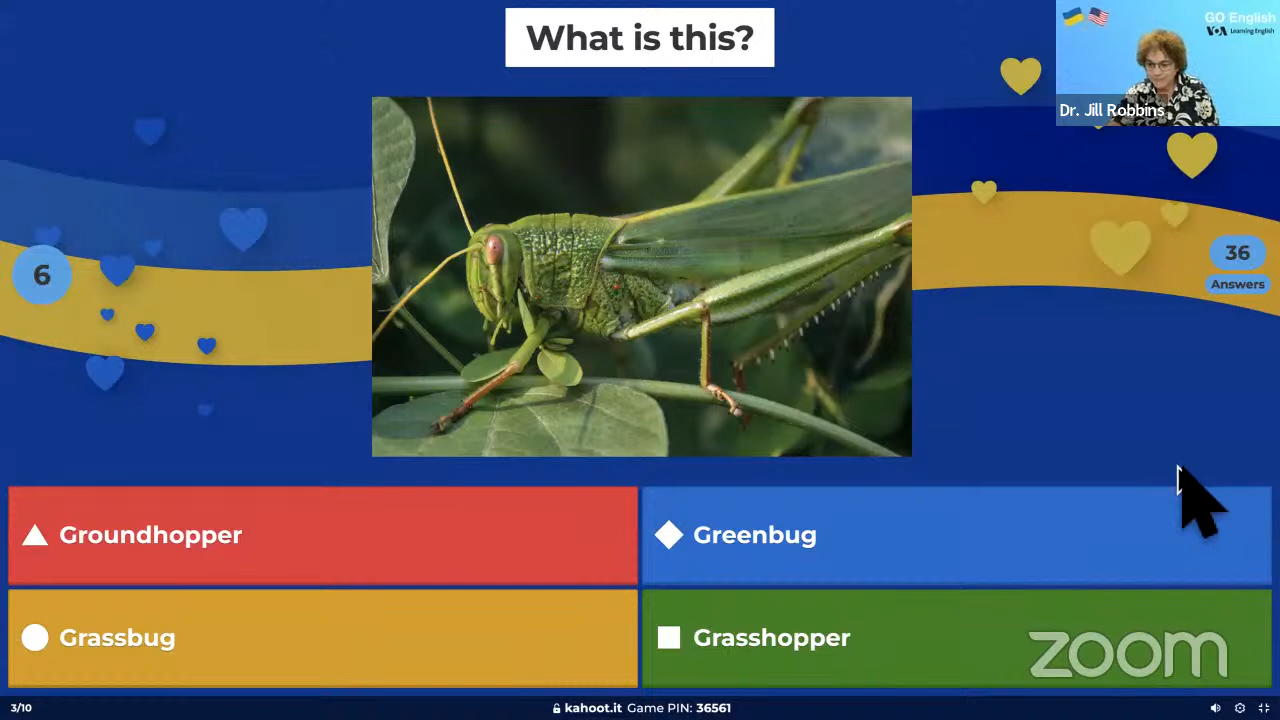 What is this?
GO English
VOA Learning English
Dr. Jill Robbins
6
36
Answers
Groundhopper
Greenbug
Grassbug
Grasshopper
zoom
3/10
kahoot.it Game PIN: 36561